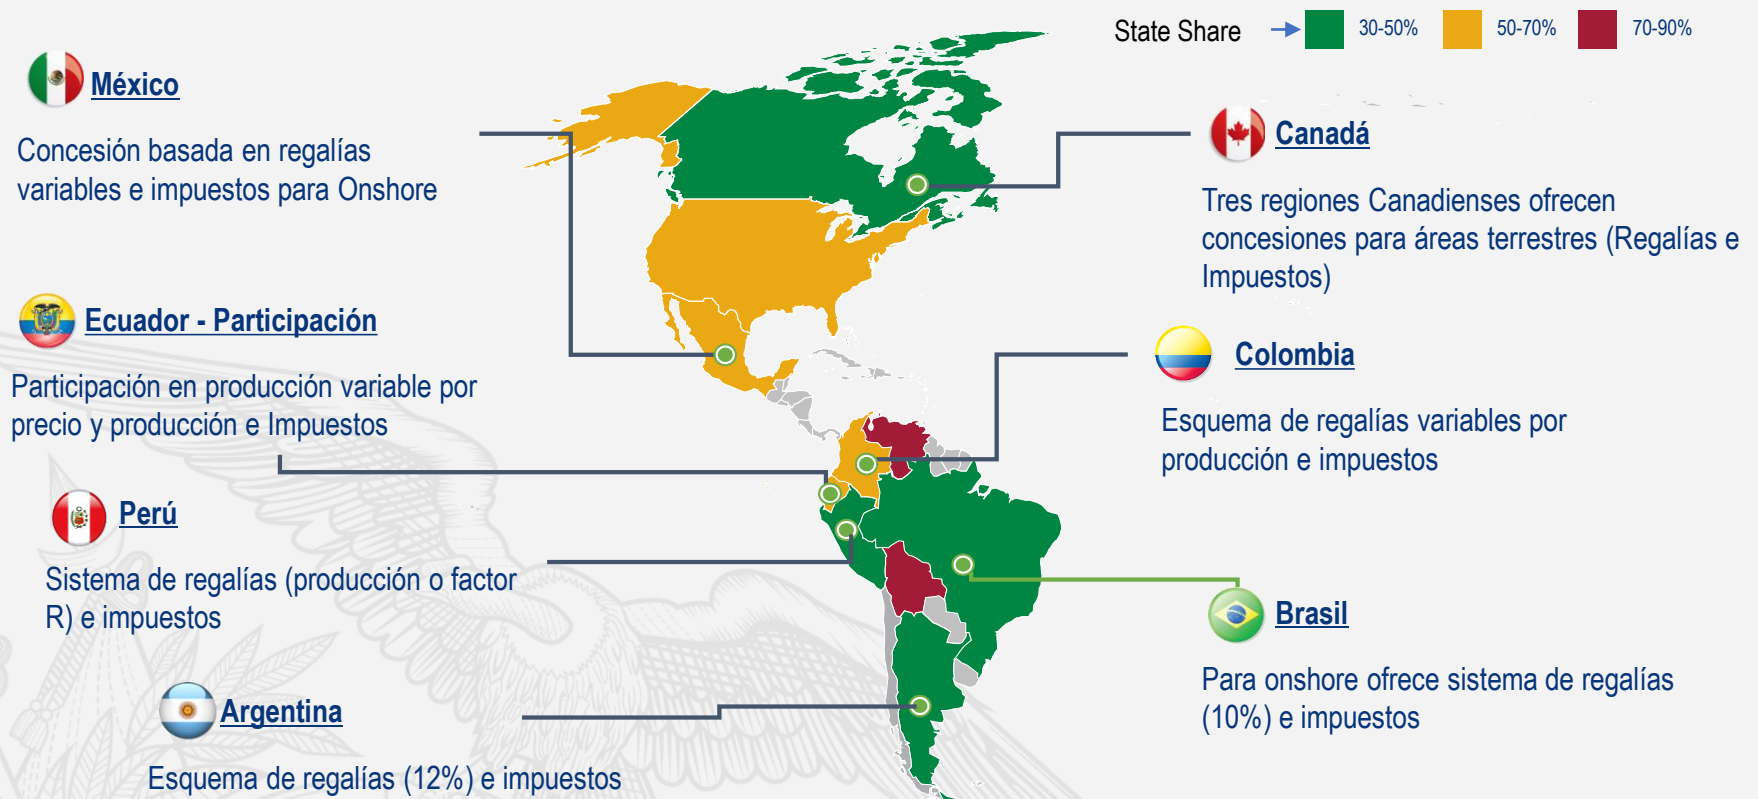 State Share
30-50%
50-70%
70-90%
México
Concesión basada en regalías
variables e impuestos para Onshore
Canadá
Tres regiones Canadienses ofrecen
concesiones para áreas terrestres (Regalías e
Impuestos)
Ecuador - Participación
Participación en producción variable por
precio y producción e Impuestos
Colombia
Esquema de regalías variables por
producción e impuestos
Perú
Sistema de regalías (producción o factor
R) e impuestos
Brasil
Para onshore ofrece sistema de regalías
(10%) e impuestos
Argentina
Esquema de regalías (12%) e impuestos